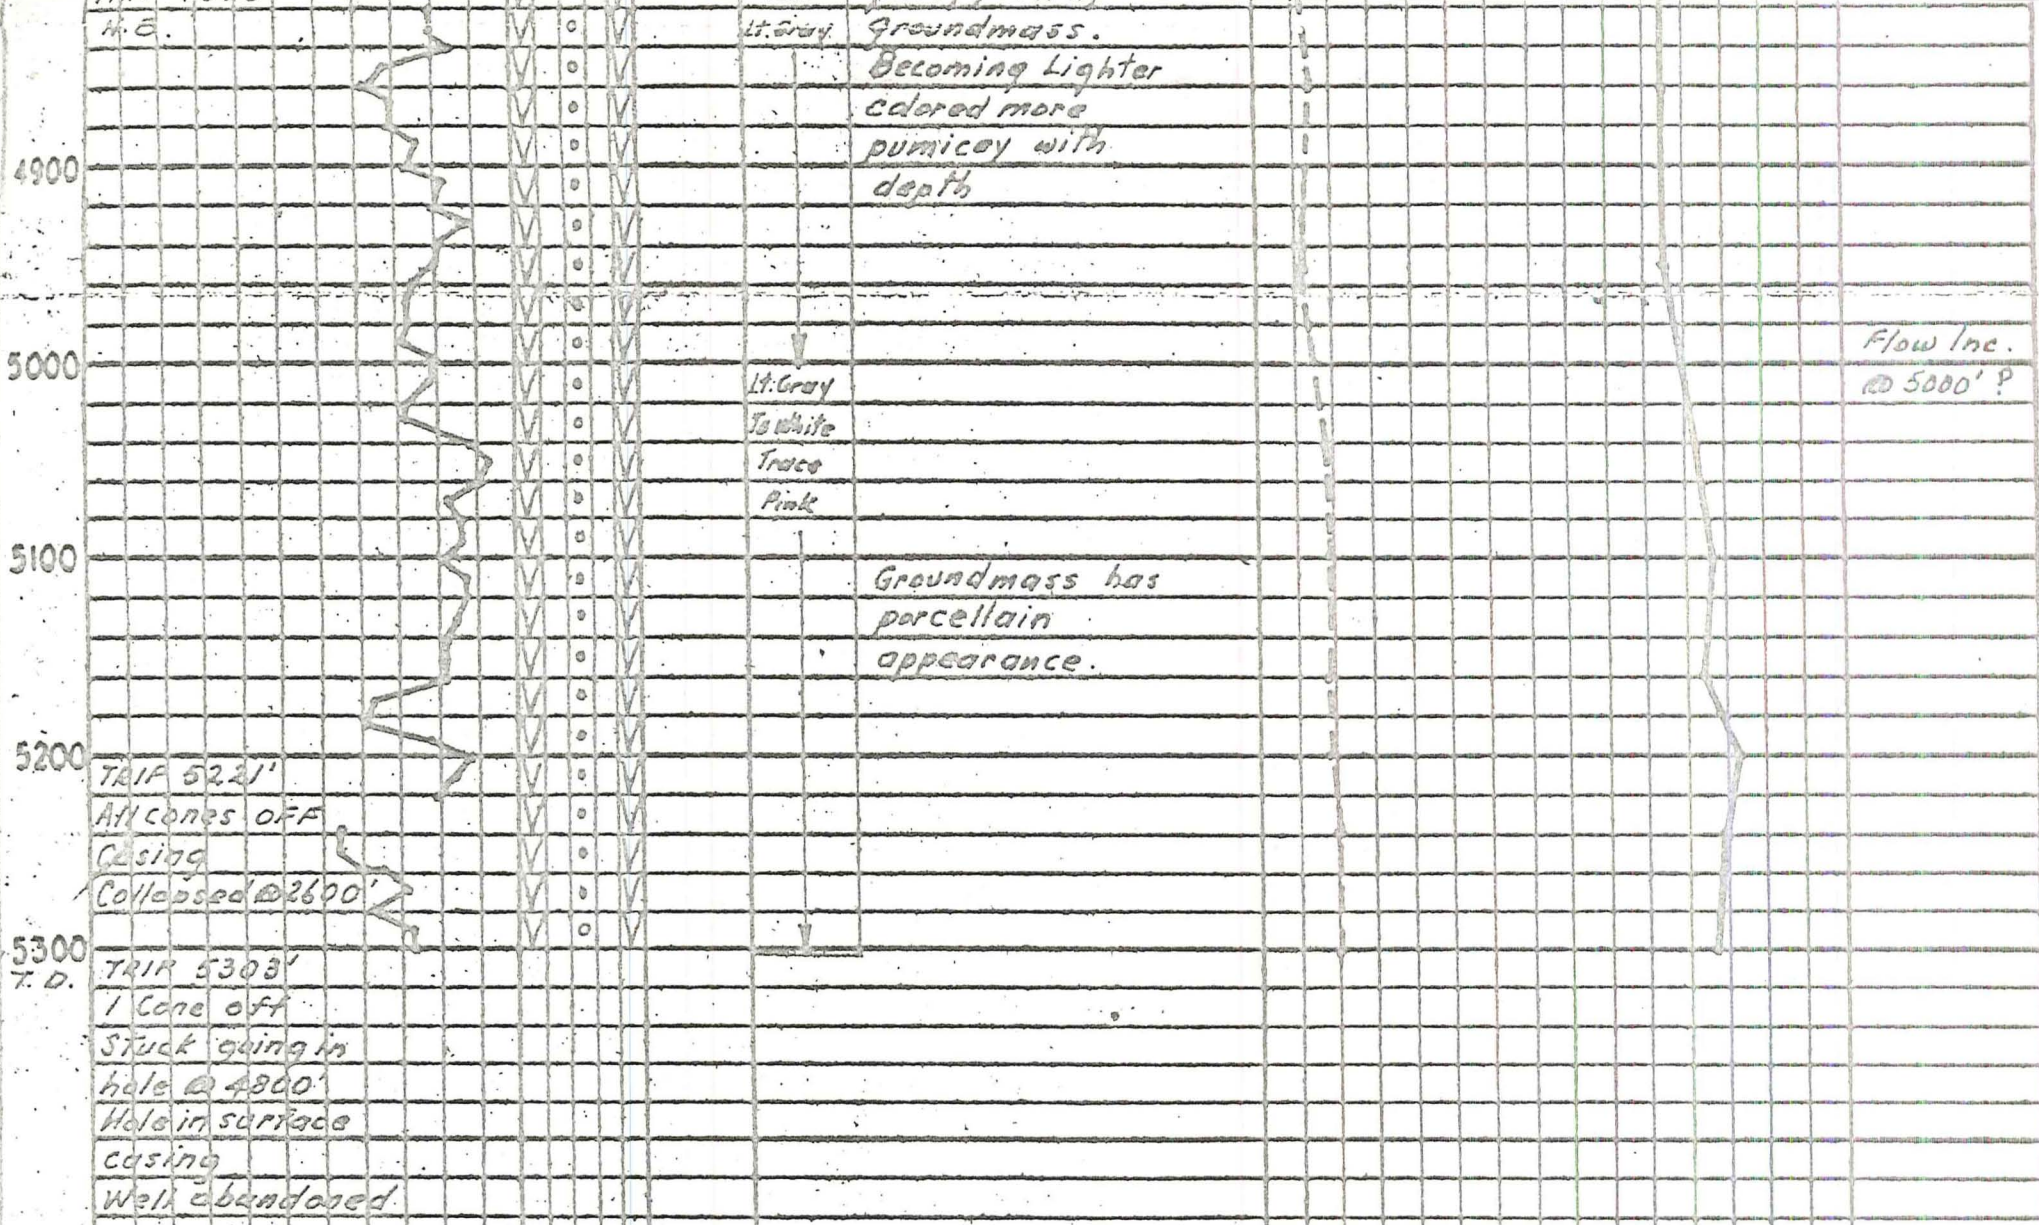 N.B.
Lt. Gray
Groundmass.
Becoming Lighter
colored more
pumicey with
depth
4900
5000
Flow Inc.
@ 5000' ?
Lt. Gray
To White
Trace
Pink
5100
Groundmass has
porcellain
appearance.
5200
TRIP 5221'
All cones OFF
Casing
Collapsed @ 2600'
5300
T.D.
TRIP 5303'
1 Cone off
Stuck going in
hole @ 4800'
Hole in surface
casing
Well abandoned